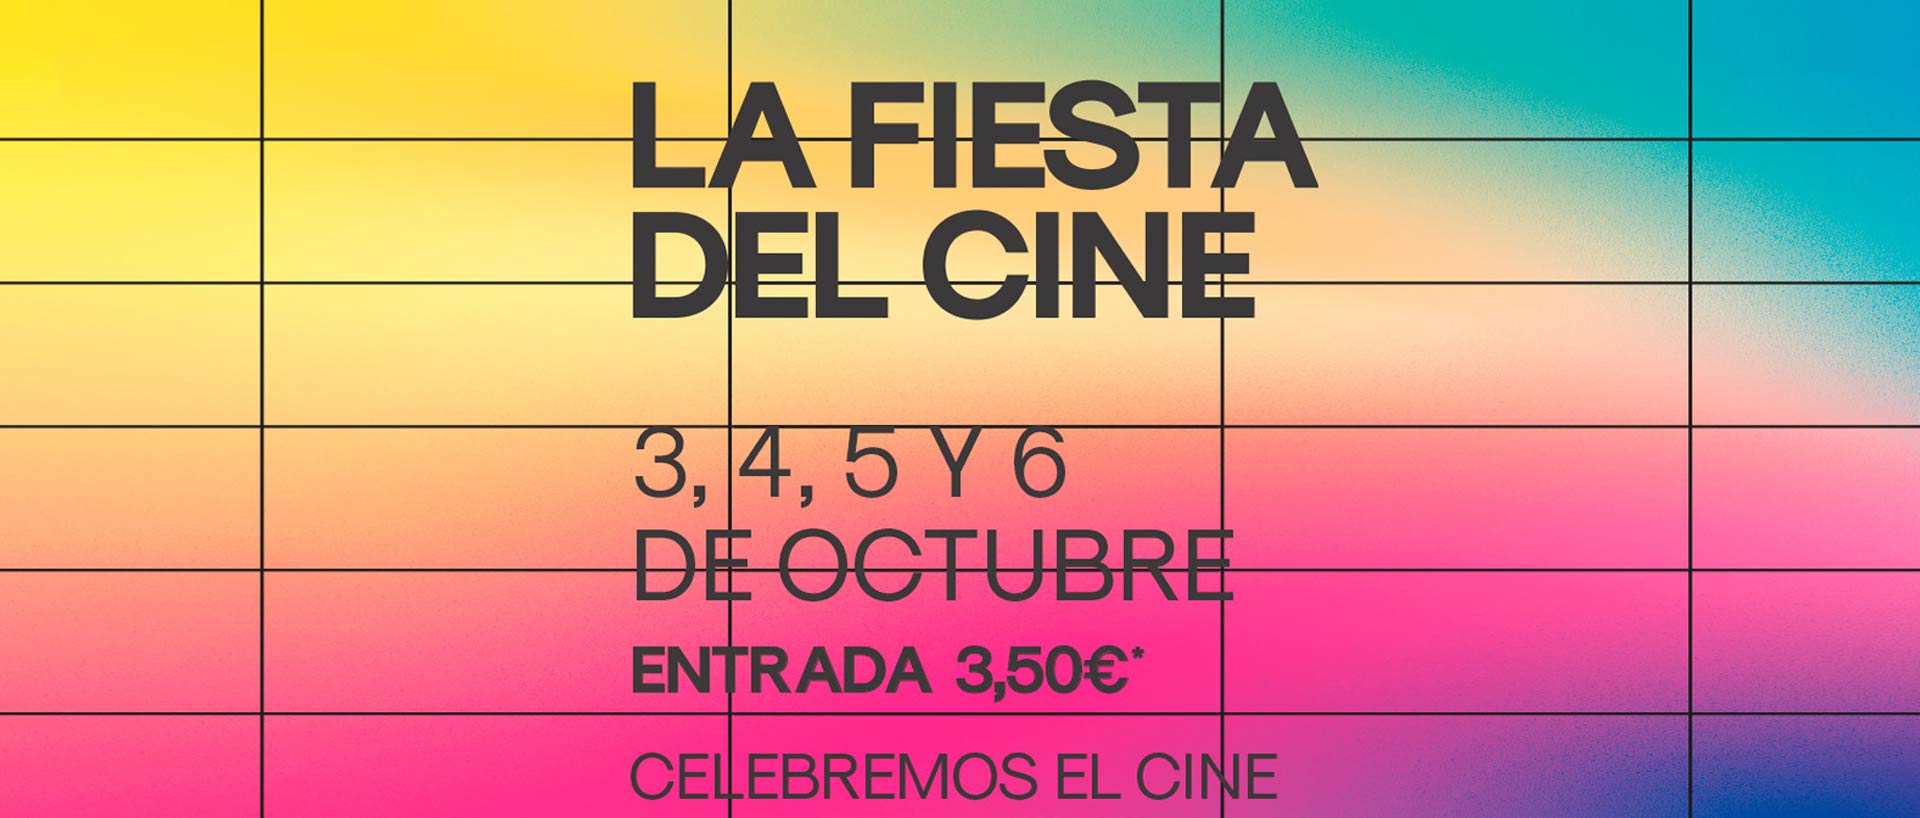 LA FIESTA
DEL CINE
3, 4, 5 Y 6
DE OCTUBRE
ENTRADA 3,50€*
CELEBREMOS EL CINE